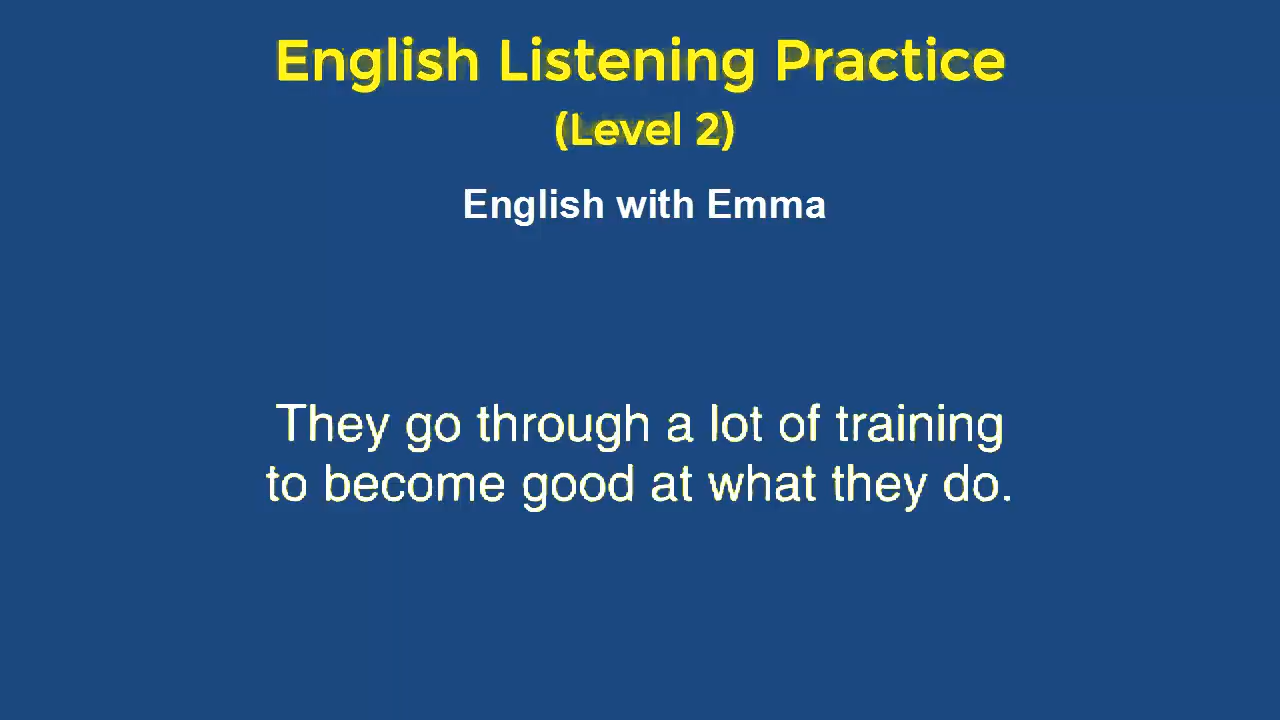 English Listening Practice
(Level 2)
English with Emma
They go through a lot of training
to become good at what they do.